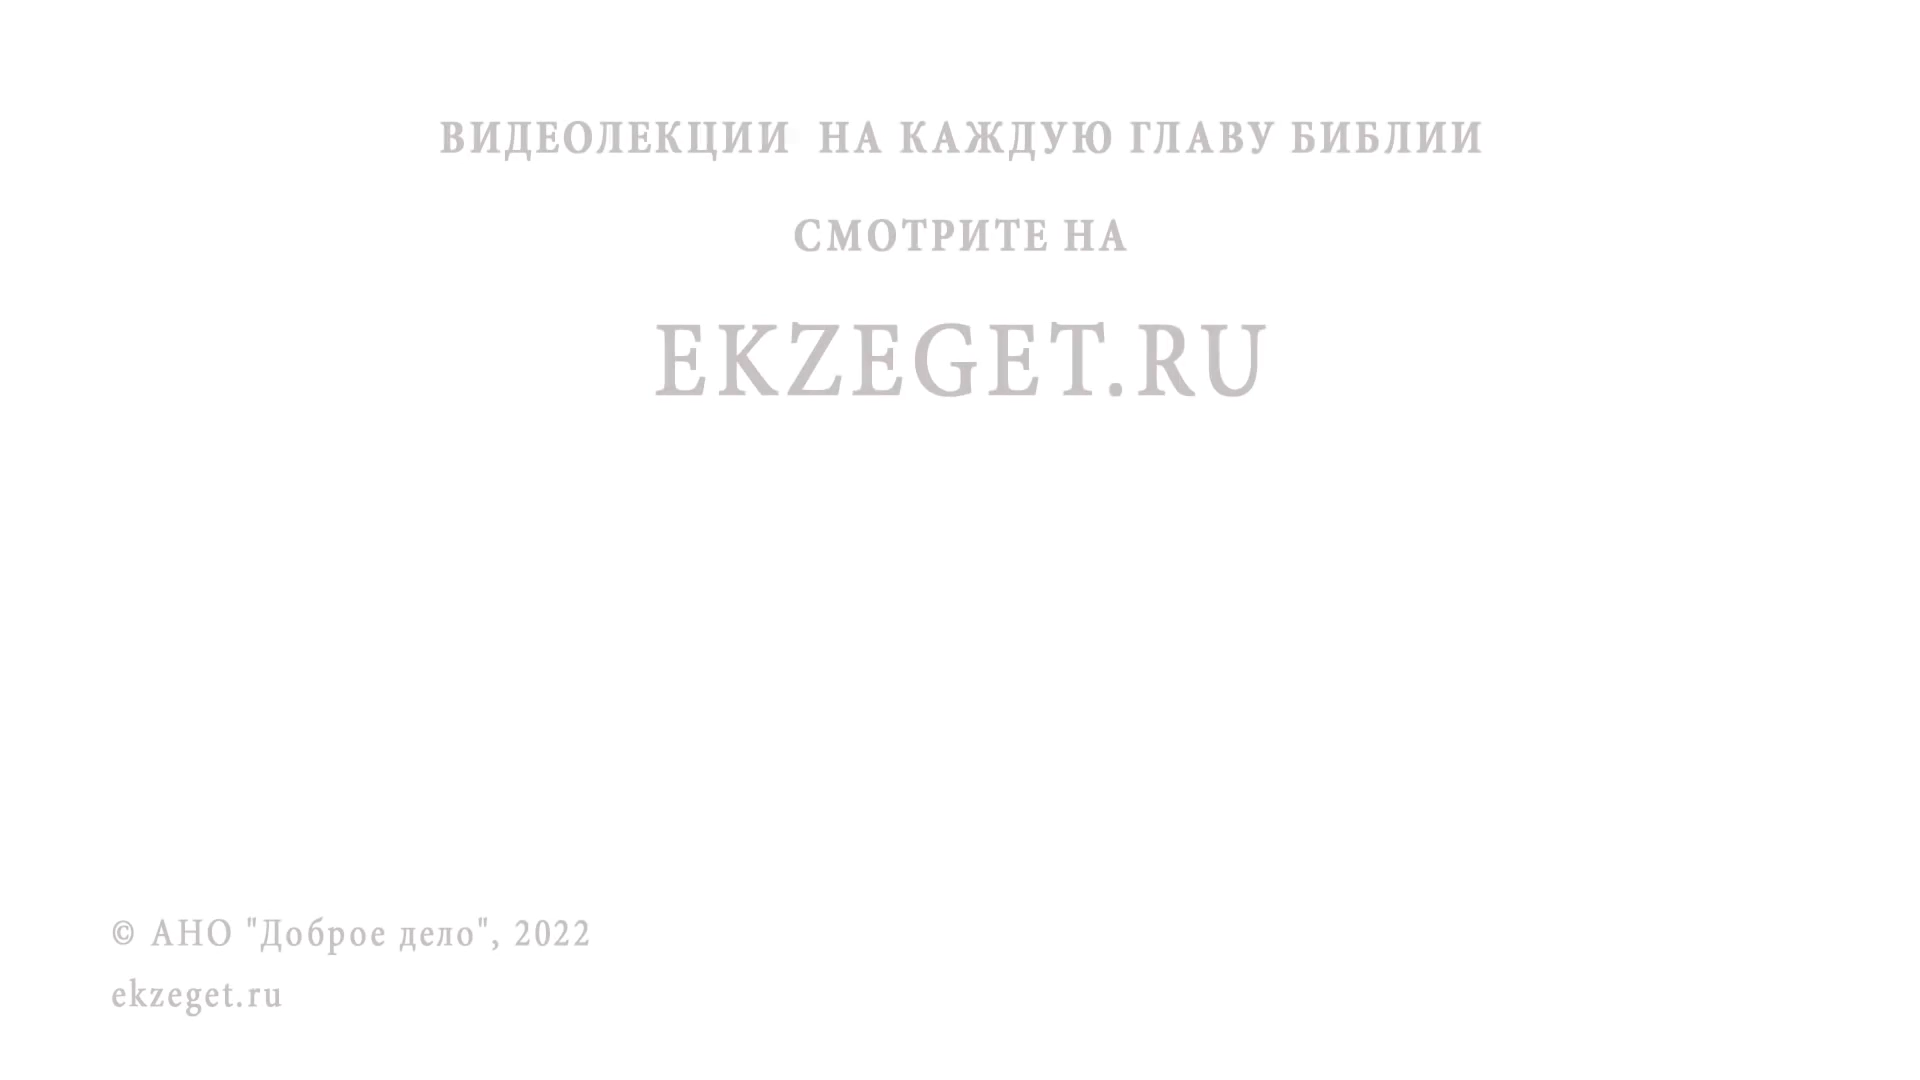 ВИДЕОЛЕКЦИИ НА КАЖДУЮ ГЛАВУ БИБЛИИ
СМОТРИТЕ НА
EKZEGET.RU
© АНО "Доброе дело", 2022
ekzeget.ru